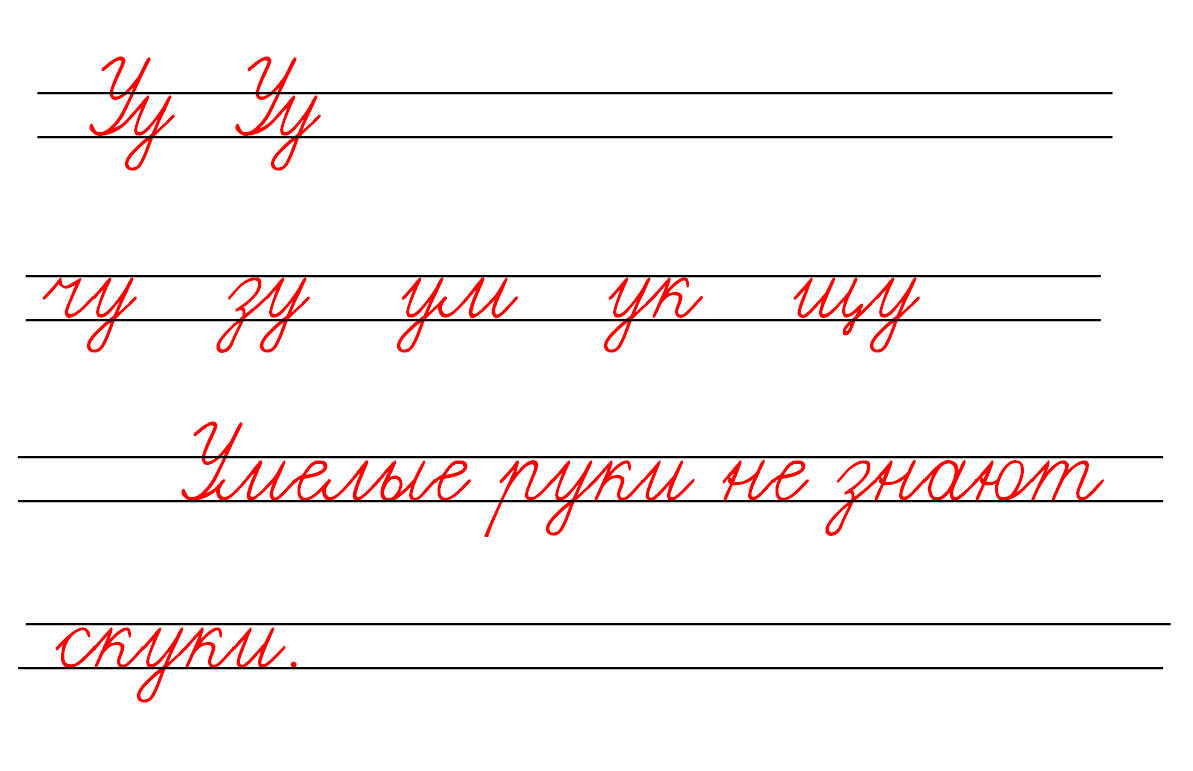 Уу Уу
чу зу ум ук щу
Умелые руки не знают
скуки.